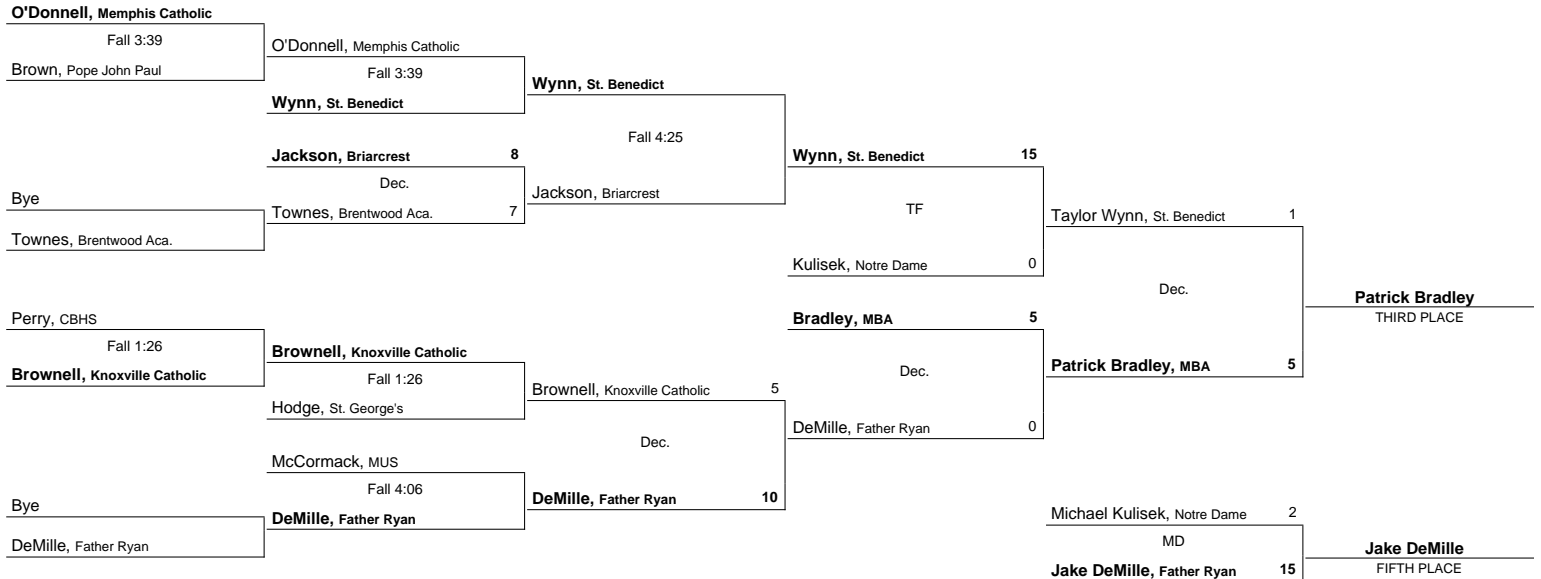 O'Donnell, Memphis Catholic
Fall 3:39
Brown, Pope John Paul
O'Donnell, Memphis Catholic
Fall 3:39
Wynn, St. Benedict
Wynn, St. Benedict
Fall 4:25
Jackson, Briarcrest
Jackson, Briarcrest 8
Dec.
Townes, Brentwood Aca. 7
Bye
Townes, Brentwood Aca.
Wynn, St. Benedict 15
TF
Kulisek, Notre Dame 0
Taylor Wynn, St. Benedict 1
Dec.
Patrick Bradley, MBA 5
Patrick Bradley
THIRD PLACE
Perry, CBHS
Fall 1:26
Brownell, Knoxville Catholic
Brownell, Knoxville Catholic
Fall 1:26
Hodge, St. George's
Brownell, Knoxville Catholic 5
Dec.
DeMille, Father Ryan 10
Bradley, MBA 5
Dec.
DeMille, Father Ryan 0
McCormack, MUS
Fall 4:06
DeMille, Father Ryan
Bye
DeMille, Father Ryan
Michael Kulisek, Notre Dame 2
MD
Jake DeMille, Father Ryan 15
Jake DeMille
FIFTH PLACE